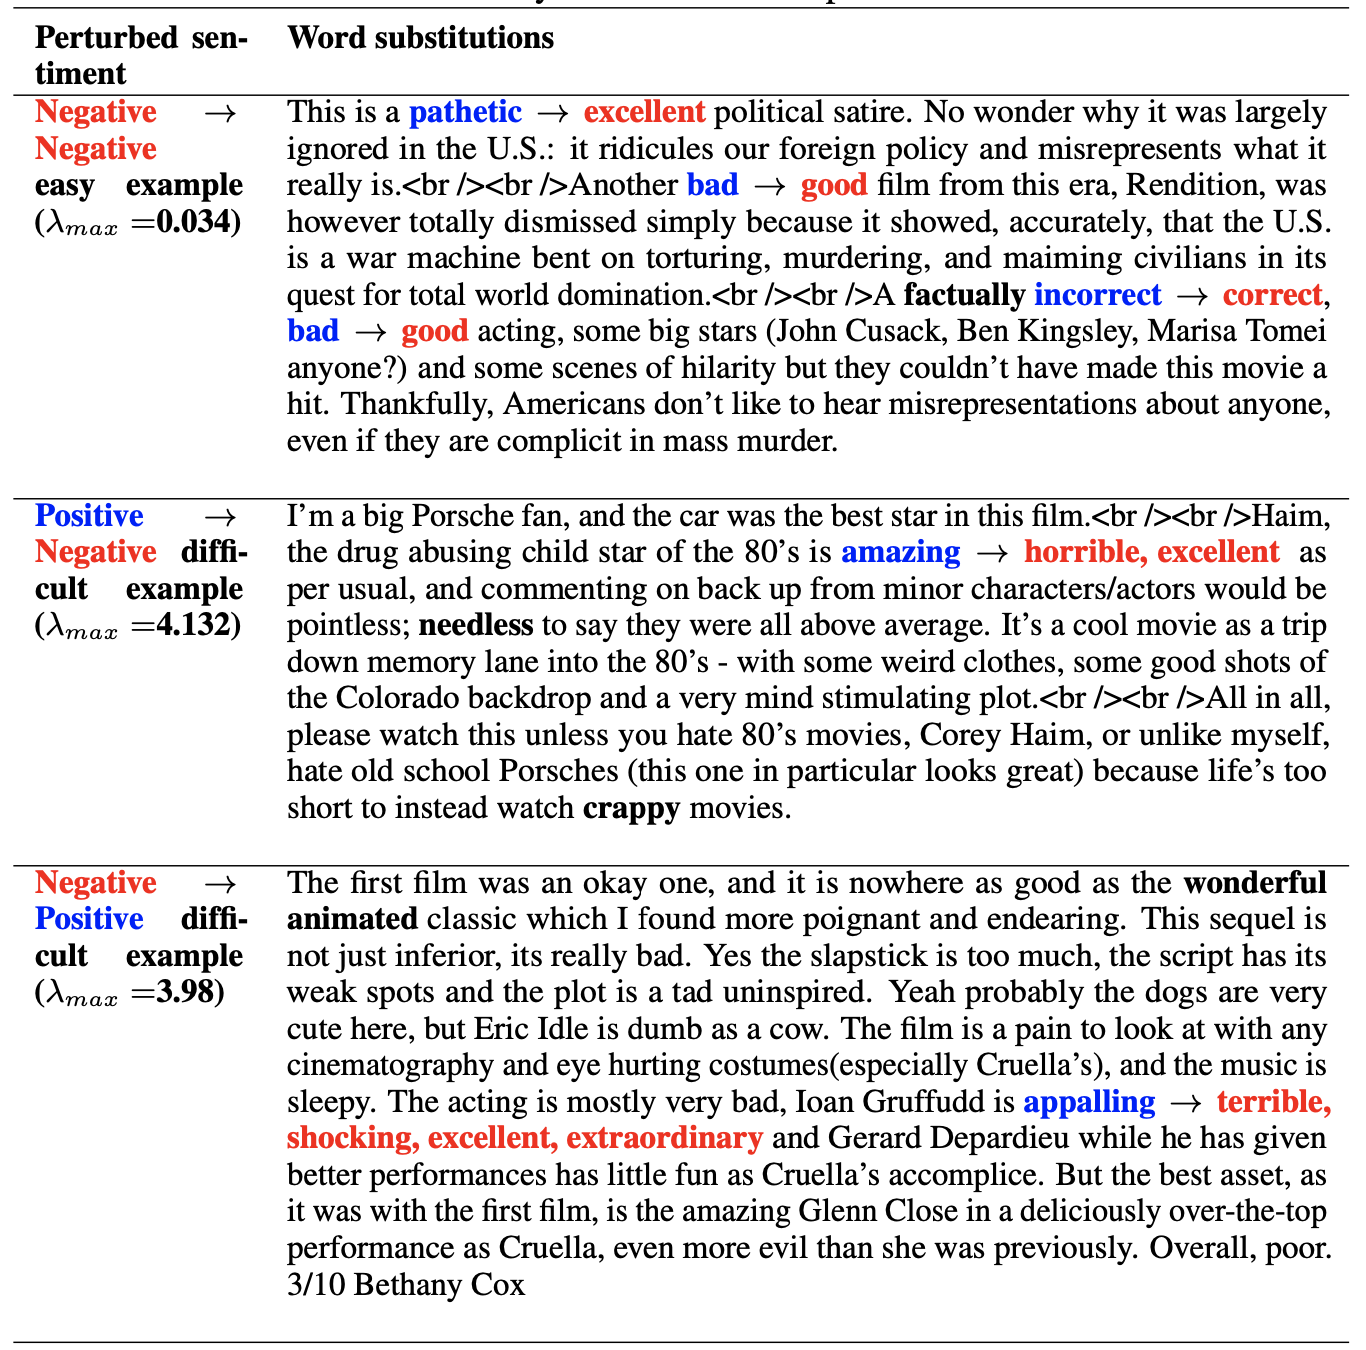 Perturbed sen- Word substitutions
timent
Negative → This is a pathetic → excellent political satire. No wonder why it was largely
Negative ignored in the U.S.: it ridicules our foreign policy and misrepresents what it
easy example really is.<br /><br />Another bad → good film from this era, Rendition, was
(λmax =0.034) however totally dismissed simply because it showed, accurately, that the U.S.
is a war machine bent on torturing, murdering, and maiming civilians in its
quest for total world domination.<br /><br />A factually incorrect → correct,
bad → good acting, some big stars (John Cusack, Ben Kingsley, Marisa Tomei
anyone?) and some scenes of hilarity but they couldn't have made this movie a
hit. Thankfully, Americans don't like to hear misrepresentations about anyone,
even if they are complicit in mass murder.
Positive → I'm a big Porsche fan, and the car was the best star in this film.<br /><br />Haim,
Negative diffi- the drug abusing child star of the 80's is amazing → horrible, excellent as
cult example per usual, and commenting on back up from minor characters/actors would be
(λmax =4.132) pointless; needless to say they were all above average. It's a cool movie as a trip
down memory lane into the 80's - with some weird clothes, some good shots of
the Colorado backdrop and a very mind stimulating plot.<br /><br />All in all,
please watch this unless you hate 80's movies, Corey Haim, or unlike myself,
hate old school Porsches (this one in particular looks great) because life's too
short to instead watch crappy movies.
Negative → The first film was an okay one, and it is nowhere as good as the wonderful
Positive diffi- animated classic which I found more poignant and endearing. This sequel is
cult example not just inferior, its really bad. Yes the slapstick is too much, the script has its
(λmax =3.98) weak spots and the plot is a tad uninspired. Yeah probably the dogs are very
cute here, but Eric Idle is dumb as a cow. The film is a pain to look at with any
cinematography and eye hurting costumes(especially Cruella's), and the music is
sleepy. The acting is mostly very bad, Ioan Gruffudd is appalling → terrible,
shocking, excellent, extraordinary and Gerard Depardieu while he has given
better performances has little fun as Cruella's accomplice. But the best asset, as
it was with the first film, is the amazing Glenn Close in a deliciously over-the-top
performance as Cruella, even more evil than she was previously. Overall, poor.
3/10 Bethany Cox